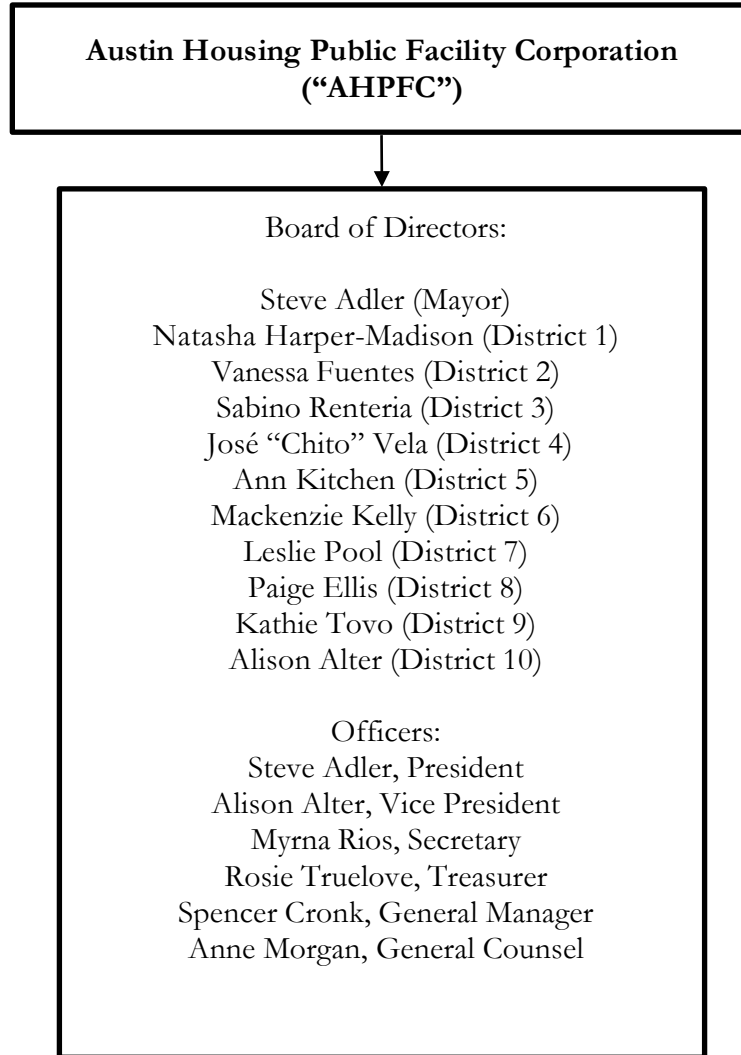 Austin Housing Public Facility Corporation
(“AHPFC”)
Board of Directors:
Steve Adler (Mayor)
Natasha Harper-Madison (District 1)
Vanessa Fuentes (District 2)
Sabino Renteria (District 3)
José “Chito” Vela (District 4)
Ann Kitchen (District 5)
Mackenzie Kelly (District 6)
Leslie Pool (District 7)
Paige Ellis (District 8)
Kathie Tovo (District 9)
Alison Alter (District 10)
Officers:
Steve Adler, President
Alison Alter, Vice President
Myrna Rios, Secretary
Rosie Truelove, Treasurer
Spencer Cronk, General Manager
Anne Morgan, General Counsel